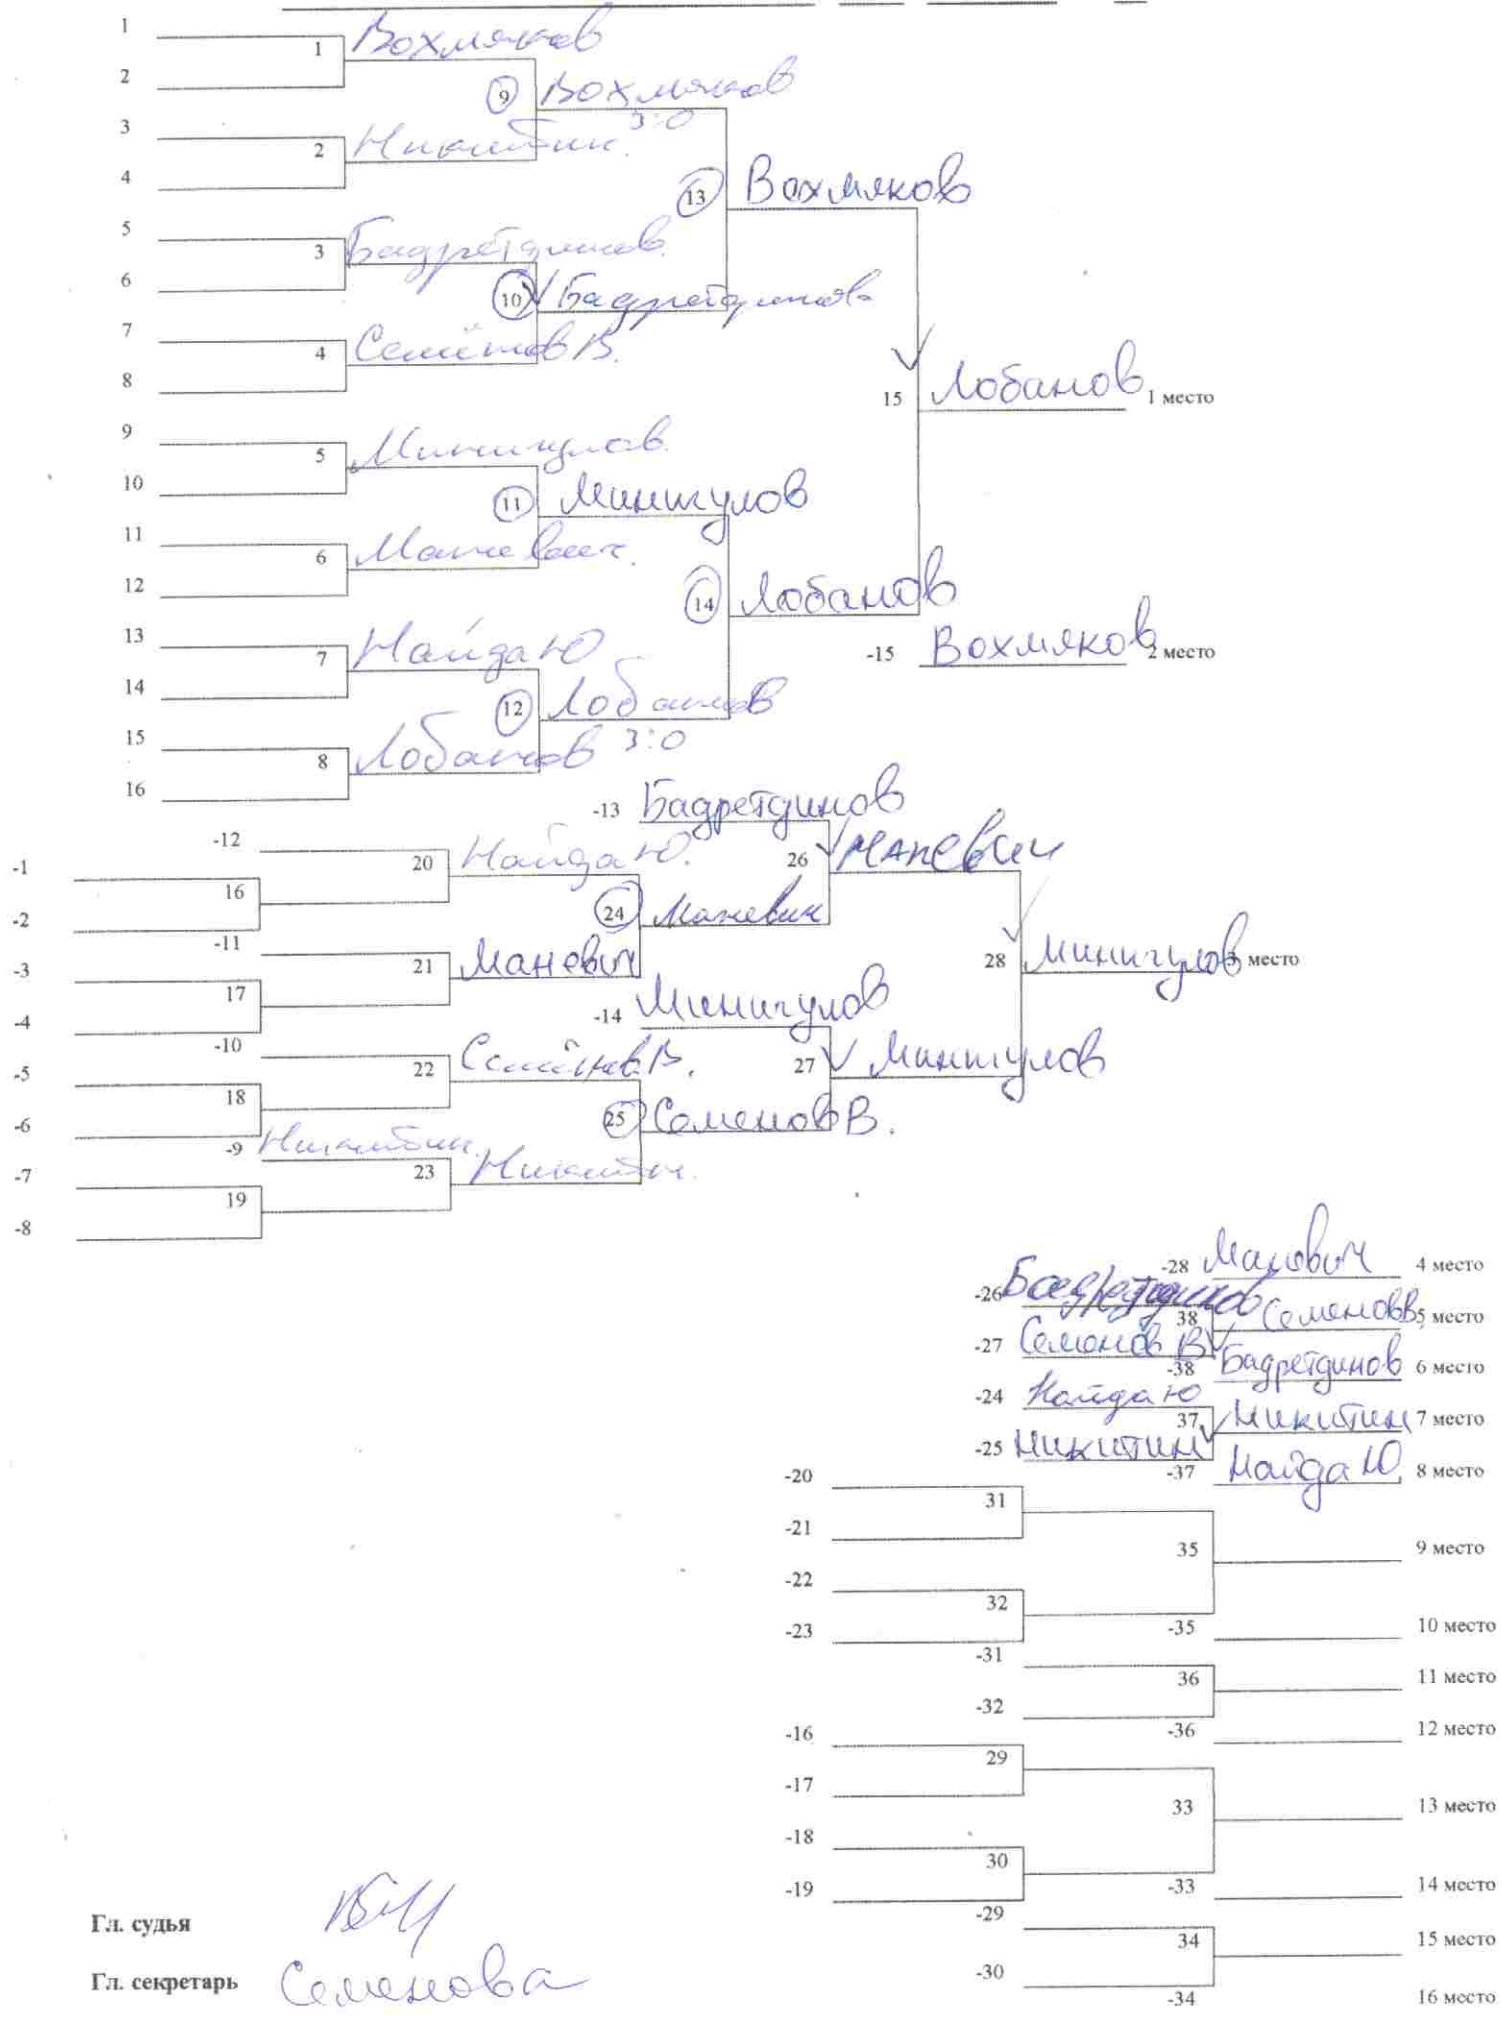 1
1 Вохмяков
2
9 Вохмяков
3:0
3
2 Никитин.
4
13 Вохмяков
5
3 Бадретдинов.
6
10 Бадретдинов
7
4 Семёнов В.
8
15 Лобанов 1 место
9
5 Минигулов.
10
11 Минигулов
11
6 Маневич.
12
14 Лобанов
13
-15 Вохмяков 2 место
7 Найда Ю
14
12 Лобанов
3:0
15
8 Лобанов
16
-13 Бадретдинов
-12
20 Найда Ю.
26 Маневич
-1
16
24 Маневич
-2
-11
21 Маневич
28 Минигулов 3 место
-3
17
-14 Минигулов
-4
-10
22 Семёнов В.
27 Минигулов
-5
18
25 Семенов В.
-6
-9 Никитин.
23 Никитин.
-7
19
-8
-28 Маневич 4 место
-26 Бадретдинов
38 Семенов В. 5 место
-27 Семенов В
-38 Бадретдинов 6 место
-24 Найда Ю
37 Никитин 7 место
-25 Никитин
-37 Найда Ю. 8 место
-20
31
-21
35 9 место
-22
32
-23
-35 10 место
-31
36 11 место
-32
-36 12 место
-16
29
-17
33 13 место
-18
30
-19
-33 14 место
-29
34 15 место
-30
-34 16 место
Гл. судья
Гл. секретарь Семенова